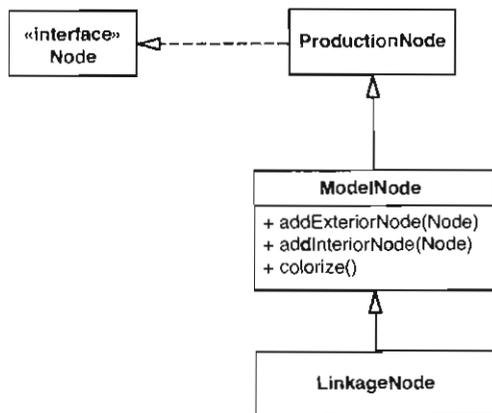 «interface»
Node
ProductionNode
ModelNode
+ addExteriorNode(Node)
+ addInteriorNode(Node)
+ colorize()
LinkageNode